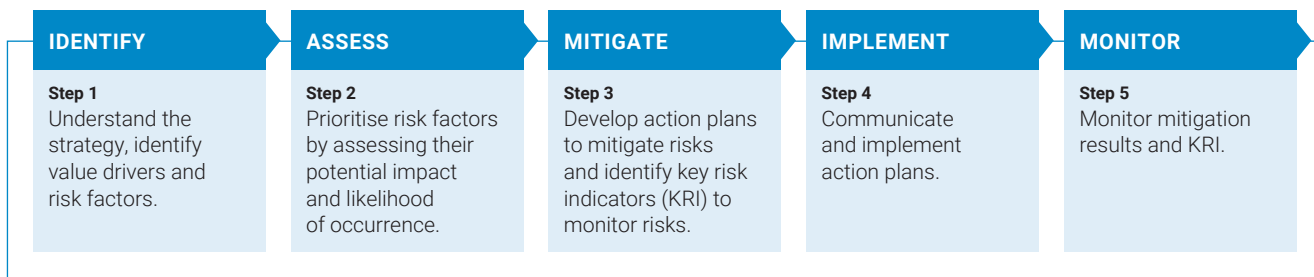 IDENTIFY
Step 1
Understand the
strategy, identify
value drivers and
risk factors.
ASSESS
Step 2
Prioritise risk factors
by assessing their
potential impact
and likelihood
of occurrence.
MITIGATE
Step 3
Develop action plans
to mitigate risks
and identify key risk
indicators (KRI) to
monitor risks.
IMPLEMENT
Step 4
Communicate
and implement
action plans.
MONITOR
Step 5
Monitor mitigation
results and KRI.